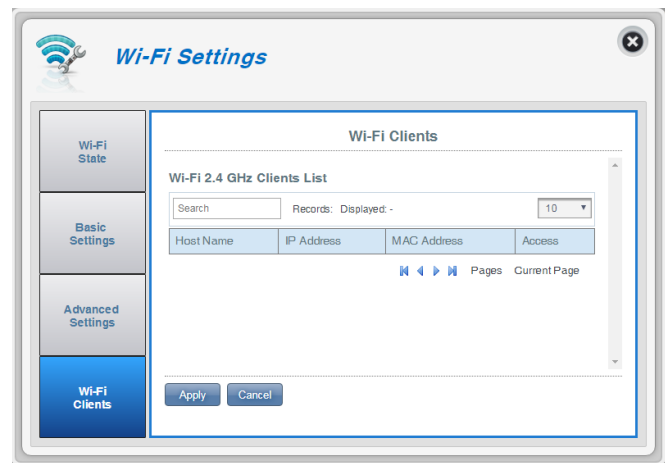 Wi-Fi Settings
Wi-Fi
State
Basic
Settings
Advanced
Settings
Wi-Fi
Clients
Wi-Fi Clients
Wi-Fi 2.4 GHz Clients List
Search Records: Displayed: - 10
Host Name IP Address MAC Address Access
Pages Current Page
Apply Cancel